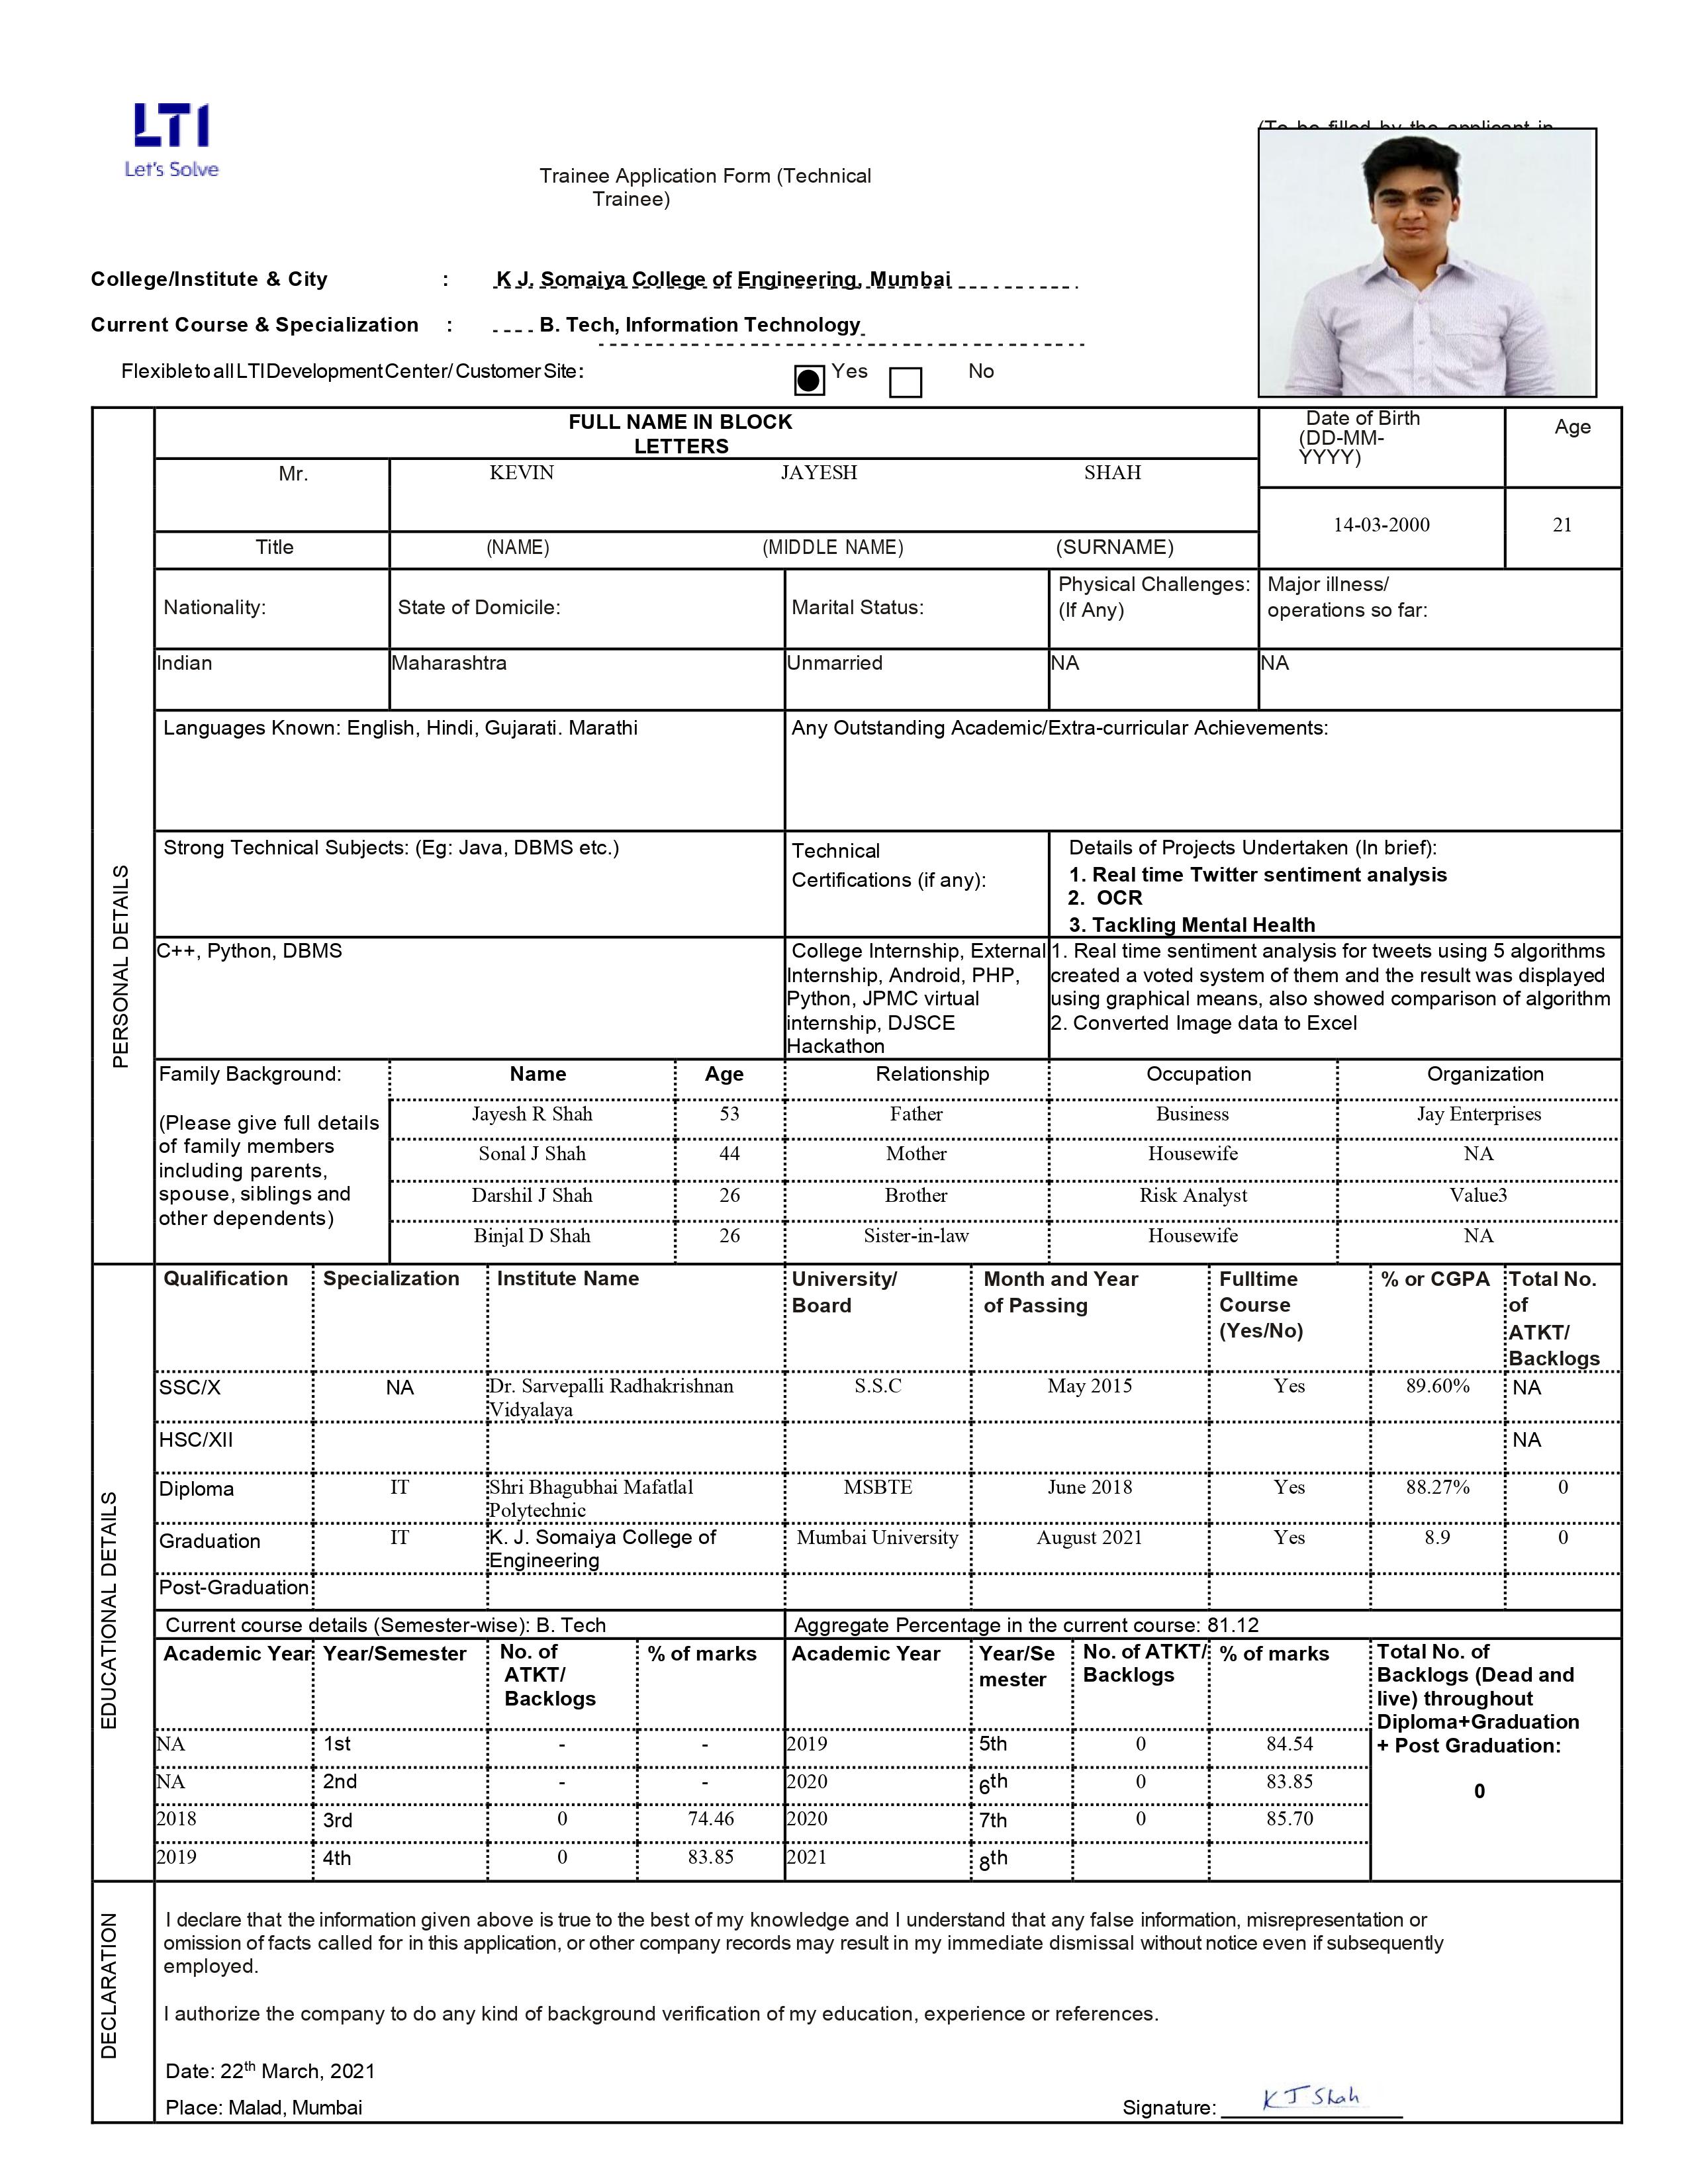 LTI
Let's Solve
(To be filled by the applicant in
Trainee Application Form (Technical
Trainee)
College/Institute & City : K J. Somaiya College of Engineering, Mumbai
Current Course & Specialization : B. Tech, Information Technology
Flexible to all LTI Development Center/ Customer Site: Yes No
FULL NAME IN BLOCK
LETTERS
Date of Birth
(DD-MM-
YYYY)
Age
Mr. KEVIN JAYESH SHAH
14-03-2000 21
Title (NAME) (MIDDLE NAME) (SURNAME)
PERSONAL DETAILS
Nationality: State of Domicile: Marital Status:
Physical Challenges:
(If Any)
Major illness/
operations so far:
Indian Maharashtra Unmarried NA NA
Languages Known: English, Hindi, Gujarati. Marathi
Any Outstanding Academic/Extra-curricular Achievements:
Strong Technical Subjects: (Eg: Java, DBMS etc.)
Technical
Certifications (if any):
Details of Projects Undertaken (In brief):
1. Real time Twitter sentiment analysis
2. OCR
3. Tackling Mental Health
C++, Python, DBMS
College Internship, External
Internship, Android, PHP,
Python, JPMC virtual
internship, DJSCE
Hackathon
1. Real time sentiment analysis for tweets using 5 algorithms
created a voted system of them and the result was displayed
using graphical means, also showed comparison of algorithm
2. Converted Image data to Excel
Family Background:
(Please give full details
of family members
including parents,
spouse, siblings and
other dependents)
Name Age Relationship Occupation Organization
Jayesh R Shah 53 Father Business Jay Enterprises
Sonal J Shah 44 Mother Housewife NA
Darshil J Shah 26 Brother Risk Analyst Value3
Binjal D Shah 26 Sister-in-law Housewife NA
EDUCATIONAL DETAILS
Qualification Specialization Institute Name
University/
Board
Month and Year
of Passing
Fulltime
Course
(Yes/No)
% or CGPA
Total No.
of
ATKT/
Backlogs
SSC/X NA
Dr. Sarvepalli Radhakrishnan
Vidyalaya
S.S.C May 2015 Yes 89.60% NA
HSC/XII NA
Diploma IT
Shri Bhagubhai Mafatlal
Polytechnic
MSBTE June 2018 Yes 88.27% 0
Graduation IT
K. J. Somaiya College of
Engineering
Mumbai University August 2021 Yes 8.9 0
Post-Graduation
Current course details (Semester-wise): B. Tech
Aggregate Percentage in the current course: 81.12
Academic Year Year/Semester
No. of
ATKT/
Backlogs
% of marks
Academic Year
Year/Se
mester
No. of ATKT/
Backlogs
% of marks
Total No. of
Backlogs (Dead and
live) throughout
Diploma+Graduation
+ Post Graduation:
0
NA 1st - - 2019 5th 0 84.54
NA 2nd - - 2020 6th 0 83.85
2018 3rd 0 74.46 2020 7th 0 85.70
2019 4th 0 83.85 2021 8th
DECLARATION
I declare that the information given above is true to the best of my knowledge and I understand that any false information, misrepresentation or
omission of facts called for in this application, or other company records may result in my immediate dismissal without notice even if subsequently
employed.
I authorize the company to do any kind of background verification of my education, experience or references.
Date: 22th March, 2021
Place: Malad, Mumbai
Signature: K J Shah